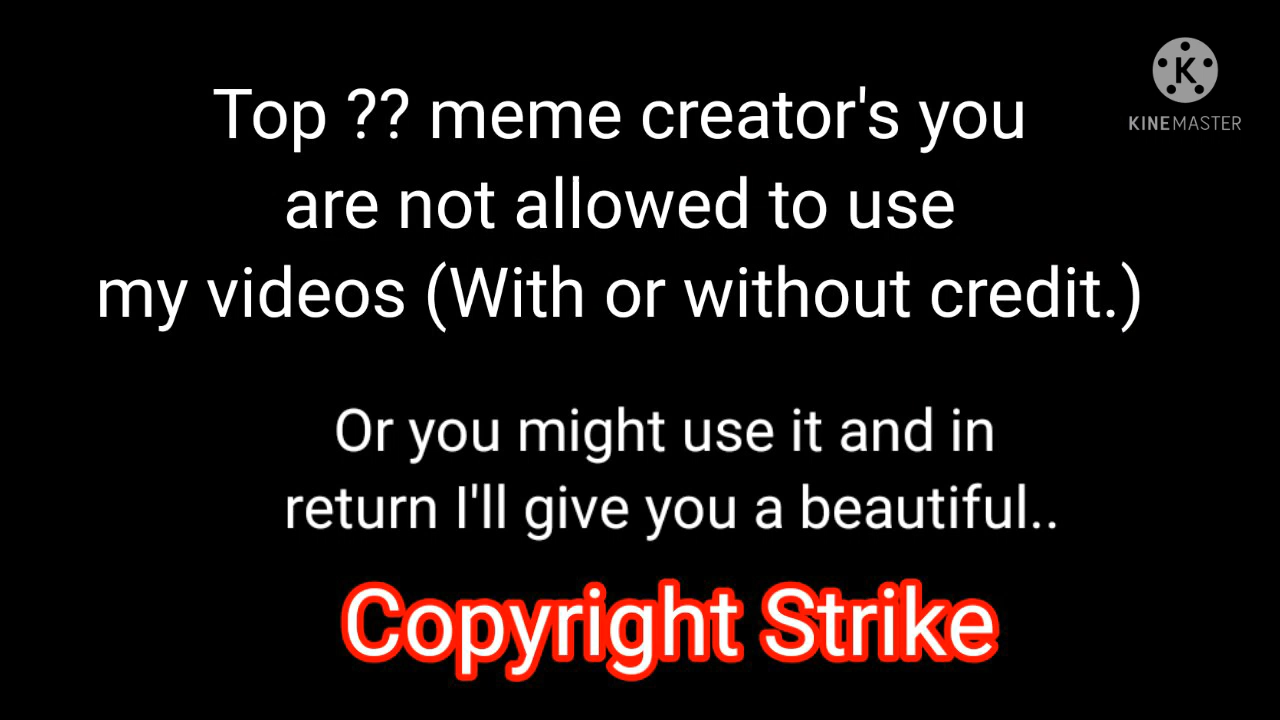 Top ?? meme creator's you
are not allowed to use
my videos (With or without credit.)
Or you might use it and in
return I'll give you a beautiful..
Copyright Strike
K
KINEMASTER